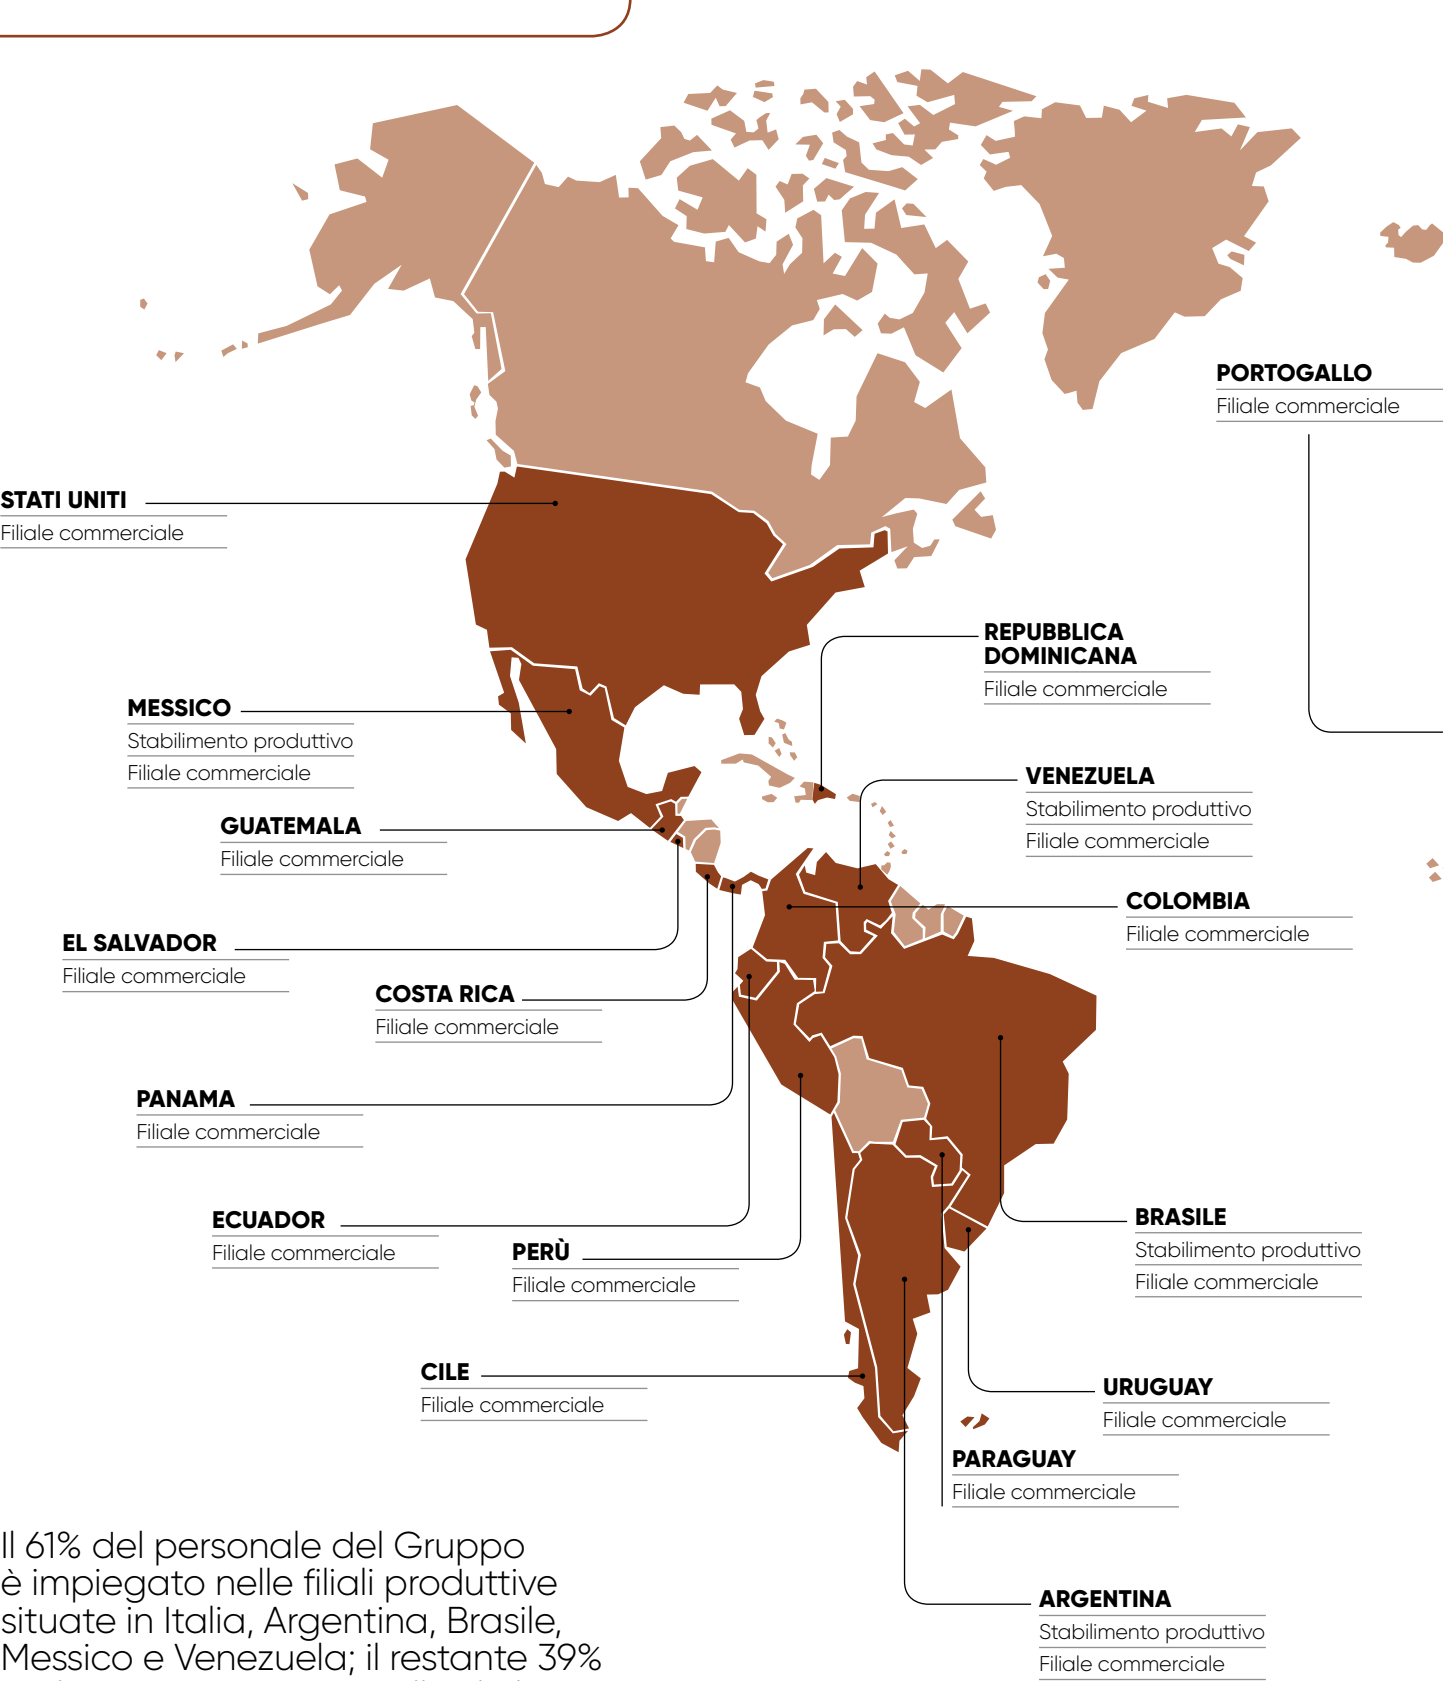 PORTOGALLO
Filiale commerciale
STATI UNITI
Filiale commerciale
REPUBBLICA
DOMINICANA
Filiale commerciale
MESSICO
Stabilimento produttivo
Filiale commerciale
VENEZUELA
Stabilimento produttivo
Filiale commerciale
GUATEMALA
Filiale commerciale
COLOMBIA
Filiale commerciale
EL SALVADOR
Filiale commerciale
COSTA RICA
Filiale commerciale
PANAMA
Filiale commerciale
ECUADOR
Filiale commerciale
PERÙ
Filiale commerciale
BRASILE
Stabilimento produttivo
Filiale commerciale
CILE
Filiale commerciale
URUGUAY
Filiale commerciale
PARAGUAY
Filiale commerciale
ARGENTINA
Stabilimento produttivo
Filiale commerciale
Il 61% del personale del Gruppo
è impiegato nelle filiali produttive
situate in Italia, Argentina, Brasile,
Messico e Venezuela; il restante 39%